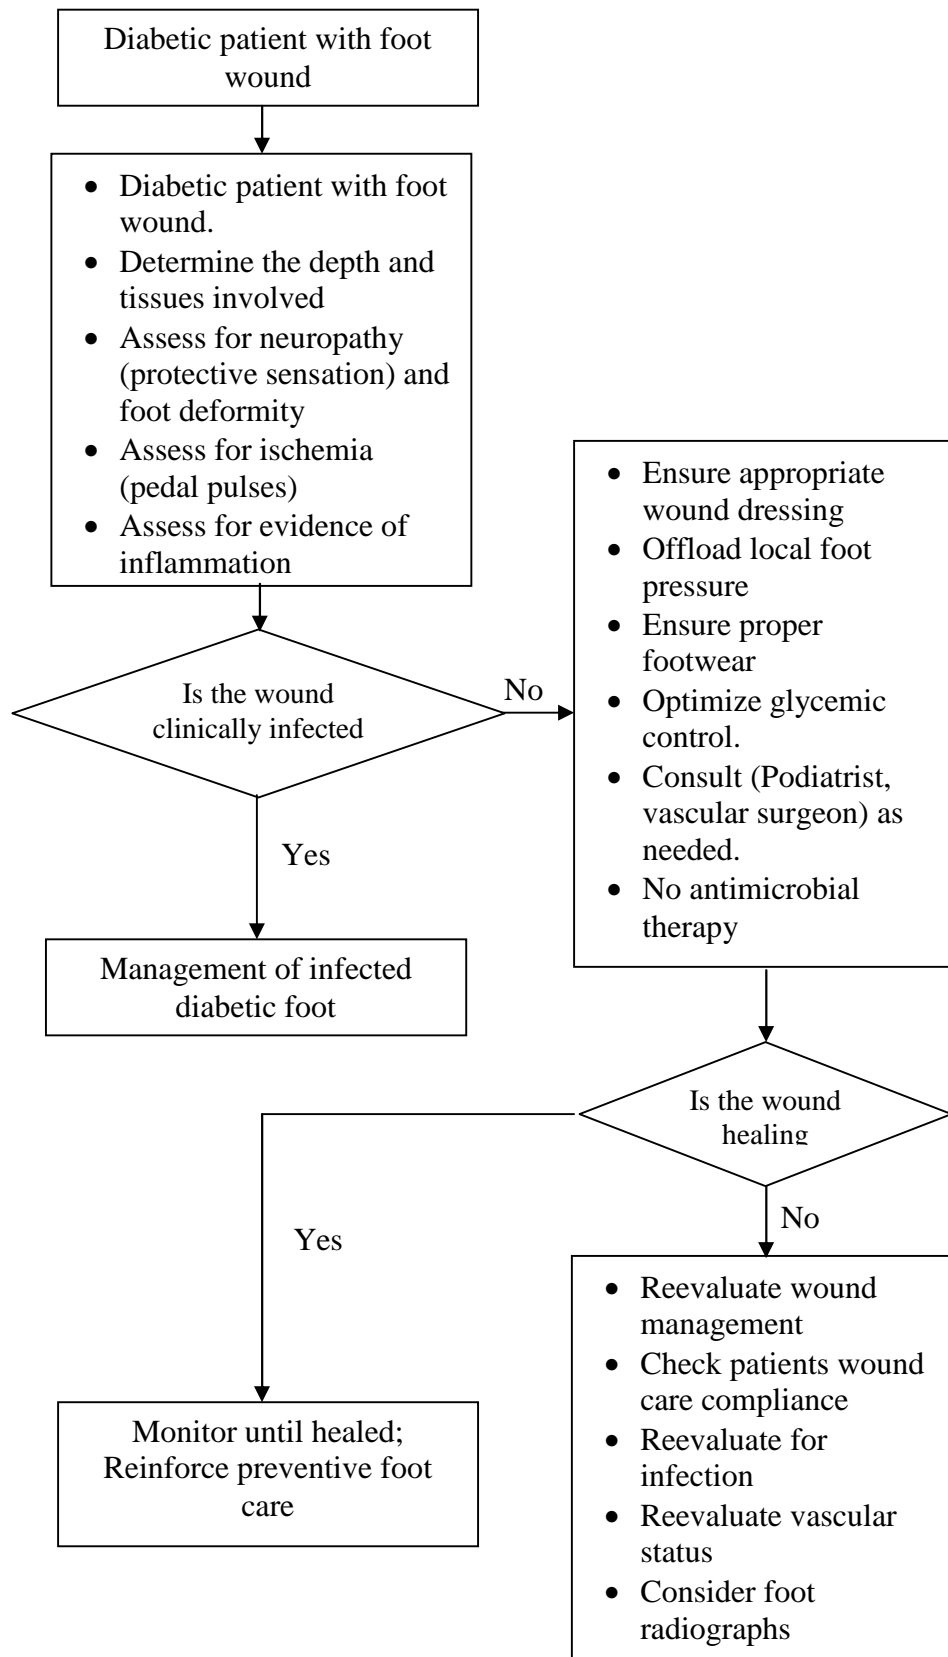 Diabetic patient with foot
wound
• Diabetic patient with foot
wound.
• Determine the depth and
tissues involved
• Assess for neuropathy
(protective sensation) and
foot deformity
• Assess for ischemia
(pedal pulses)
• Assess for evidence of
inflammation
Is the wound
clinically infected
No
• Ensure appropriate
wound dressing
• Offload local foot
pressure
• Ensure proper
footwear
• Optimize glycemic
control.
• Consult (Podiatrist,
vascular surgeon) as
needed.
• No antimicrobial
therapy
Yes
Management of infected
diabetic foot
Is the wound
healing
Yes
No
Monitor until healed;
Reinforce preventive foot
care
• Reevaluate wound
management
• Check patients wound
care compliance
• Reevaluate for
infection
• Reevaluate vascular
status
• Consider foot
radiographs